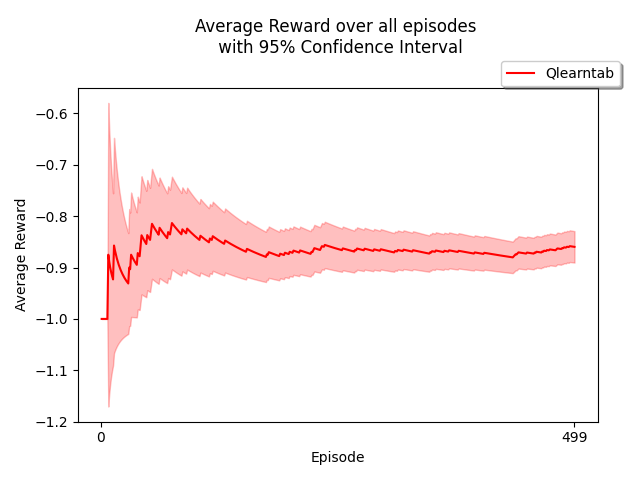 Average Reward over all episodes
with 95% Confidence Interval
Qlearntab
−0.6
−0.7
−0.8
−0.9
−1.0
−1.1
−1.2
Average Reward
0
499
Episode